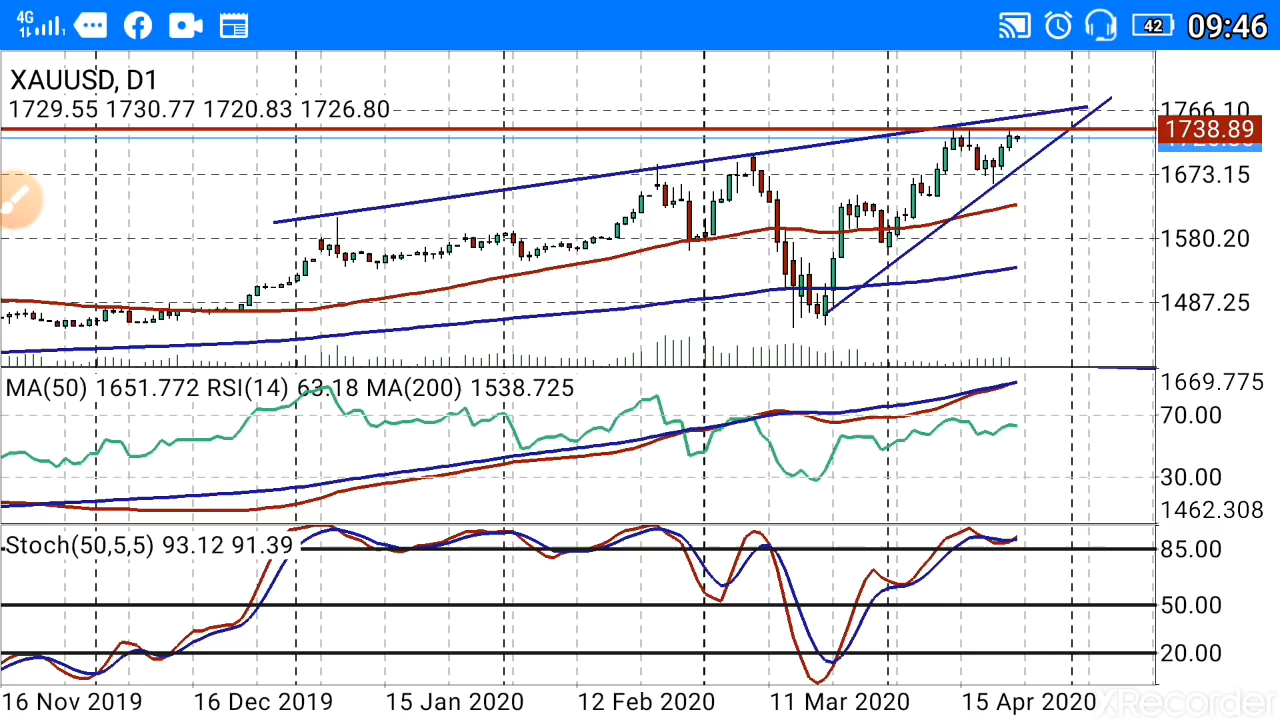 4G 42 09:46
XAUUSD, D1
1729.55 1730.77 1720.83 1726.80
1766.10
1738.89
1673.15
1580.20
1487.25
MA(50) 1651.772 RSI(14) 63.18 MA(200) 1538.725
1669.775
70.00
30.00
1462.308
Stoch(50,5,5) 93.12 91.39
85.00
50.00
20.00
16 Nov 2019 16 Dec 2019 15 Jan 2020 12 Feb 2020 11 Mar 2020 15 Apr 2020
XRecorder